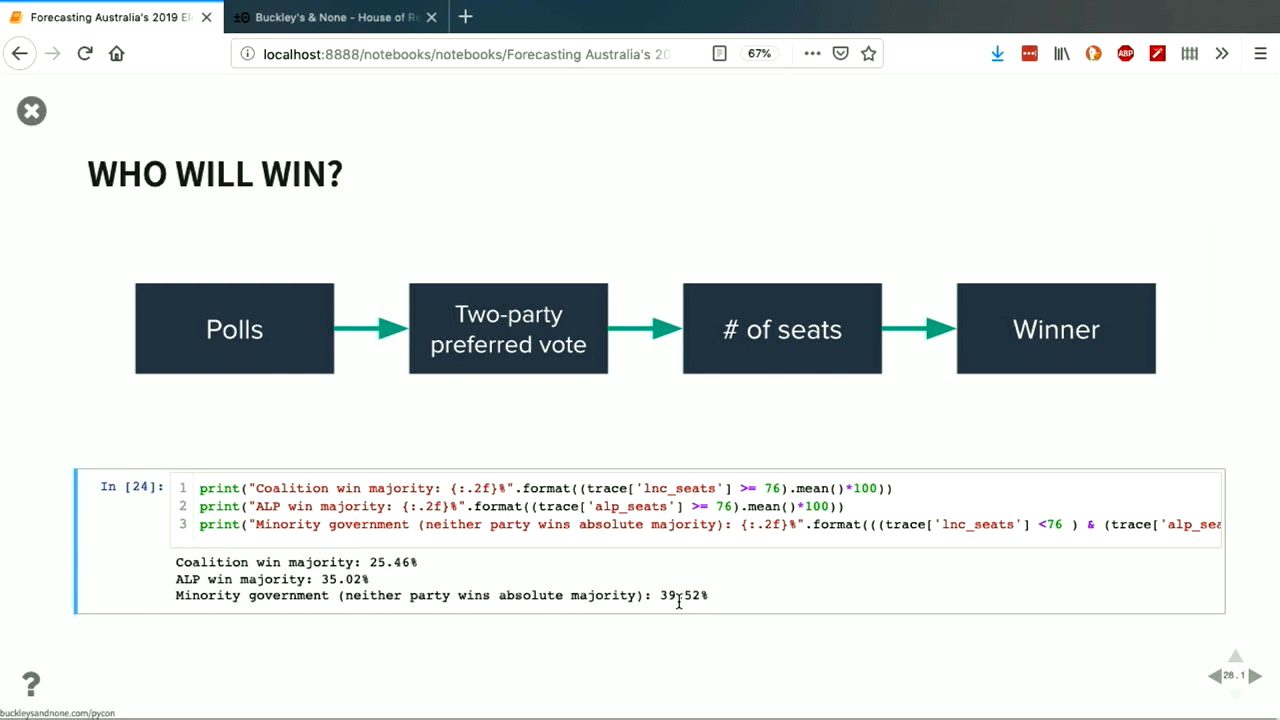 Forecasting Australia's 2019 El
Buckley's & None - House of Re
localhost:8888/notebooks/notebooks/Forecasting Australia's 20
67%
ABP
WHO WILL WIN?
Polls
Two-party
preferred vote
# of seats
Winner
In [24]:
1 print("Coalition win majority: {:.2f}%".format((trace['lnc_seats'] >= 76).mean()*100))
2 print("ALP win majority: {:.2f}%".format((trace['alp_seats'] >= 76).mean()*100))
3 print("Minority government (neither party wins absolute majority): {:.2f}%".format(((trace['lnc_seats'] <76 ) & (trace['alp_sea
Coalition win majority: 25.46%
ALP win majority: 35.02%
Minority government (neither party wins absolute majority): 39.52%
?
28.1
buckleysandnone.com/pycon